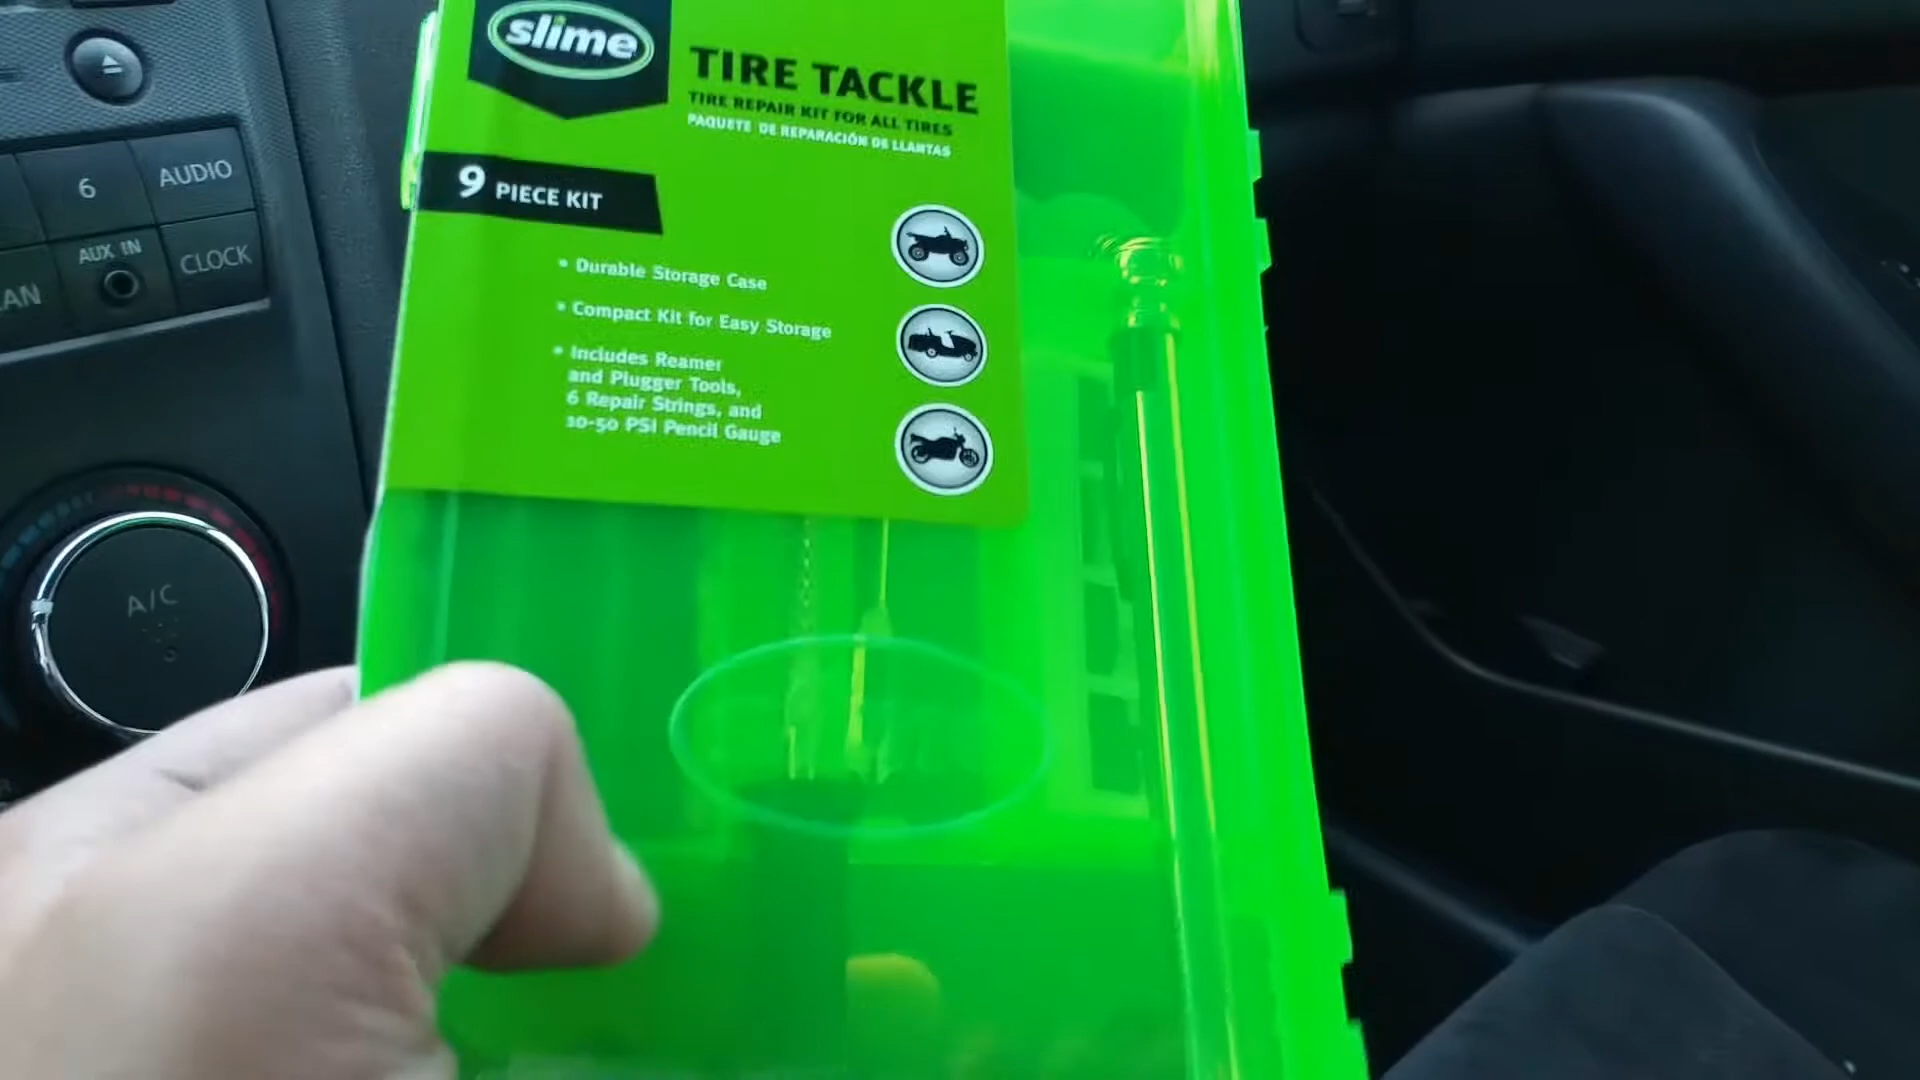 slime
TIRE TACKLE
TIRE REPAIR KIT FOR ALL TIRES
PAQUETE DE REPARACIÓN DE LLANTAS
9 PIECE KIT
• Durable Storage Case
• Compact Kit for Easy Storage
• Includes Reamer
and Plugger Tools,
6 Repair Strings, and
10-50 PSI Pencil Gauge
6
AUDIO
AUX IN
CLOCK
A/C